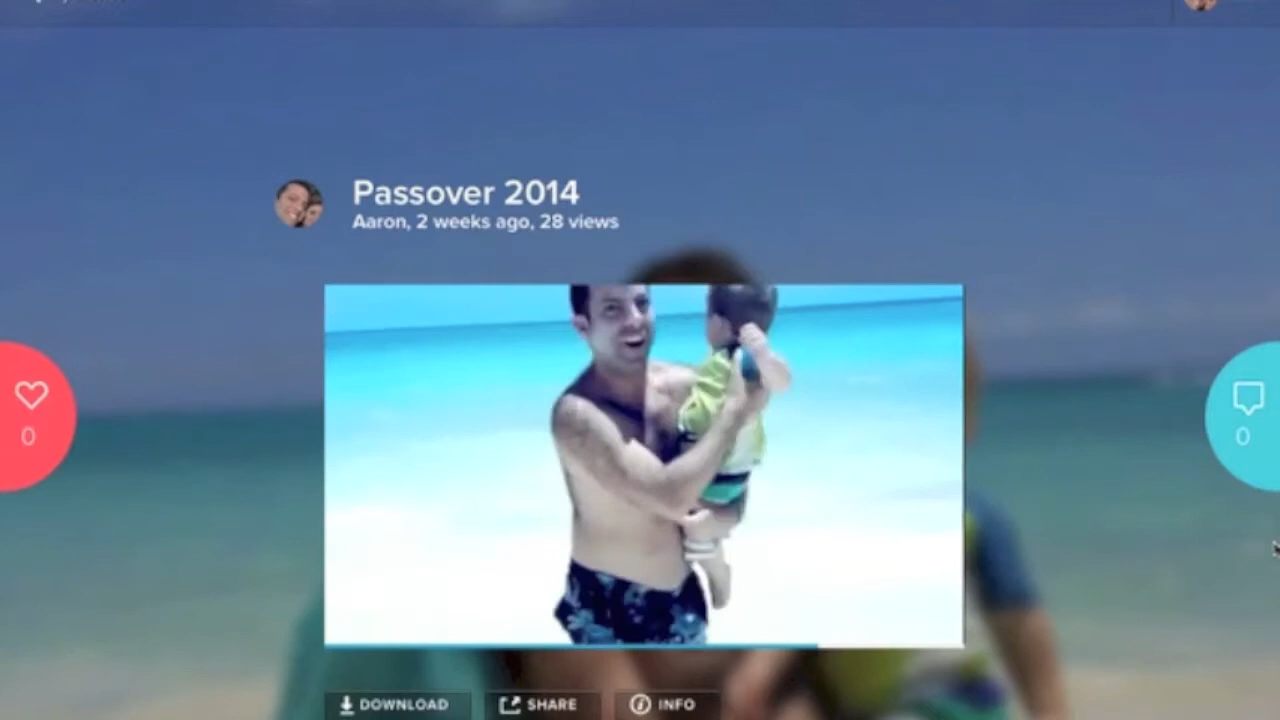 Passover 2014
Aaron, 2 weeks ago, 28 views
0
0
DOWNLOAD
SHARE
INFO